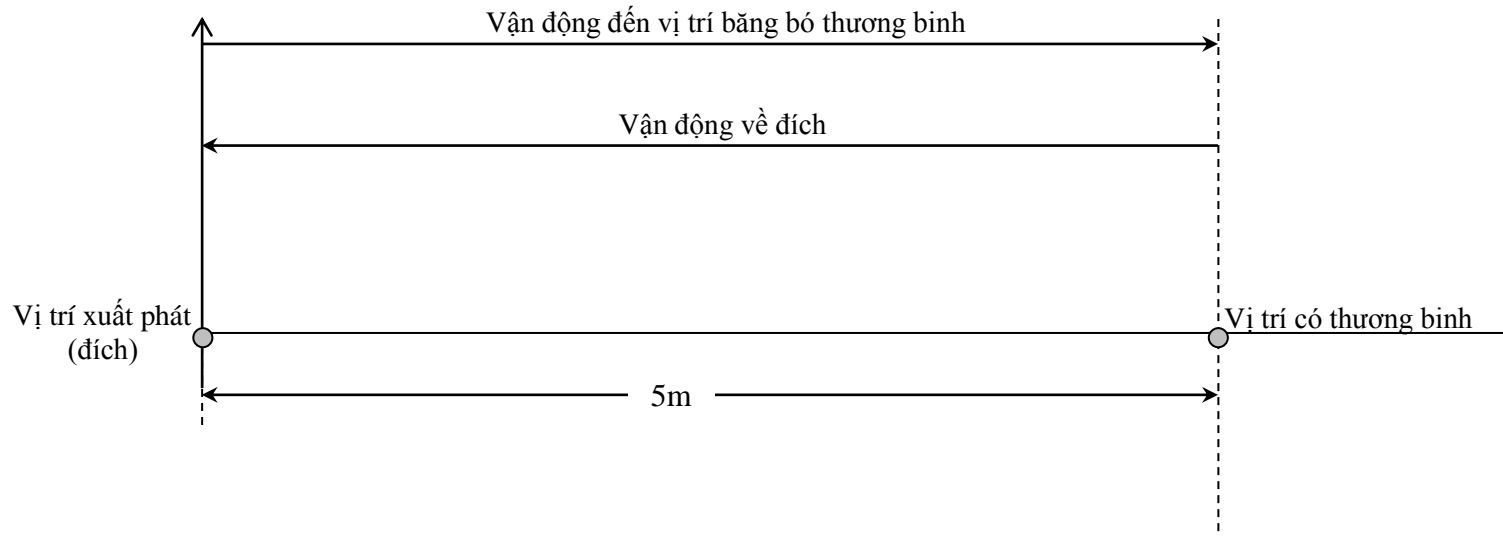 Vận động đến vị trí băng bó thương binh
Vận động về đích
Vị trí xuất phát
(đích)
Vị trí có thương binh
5m